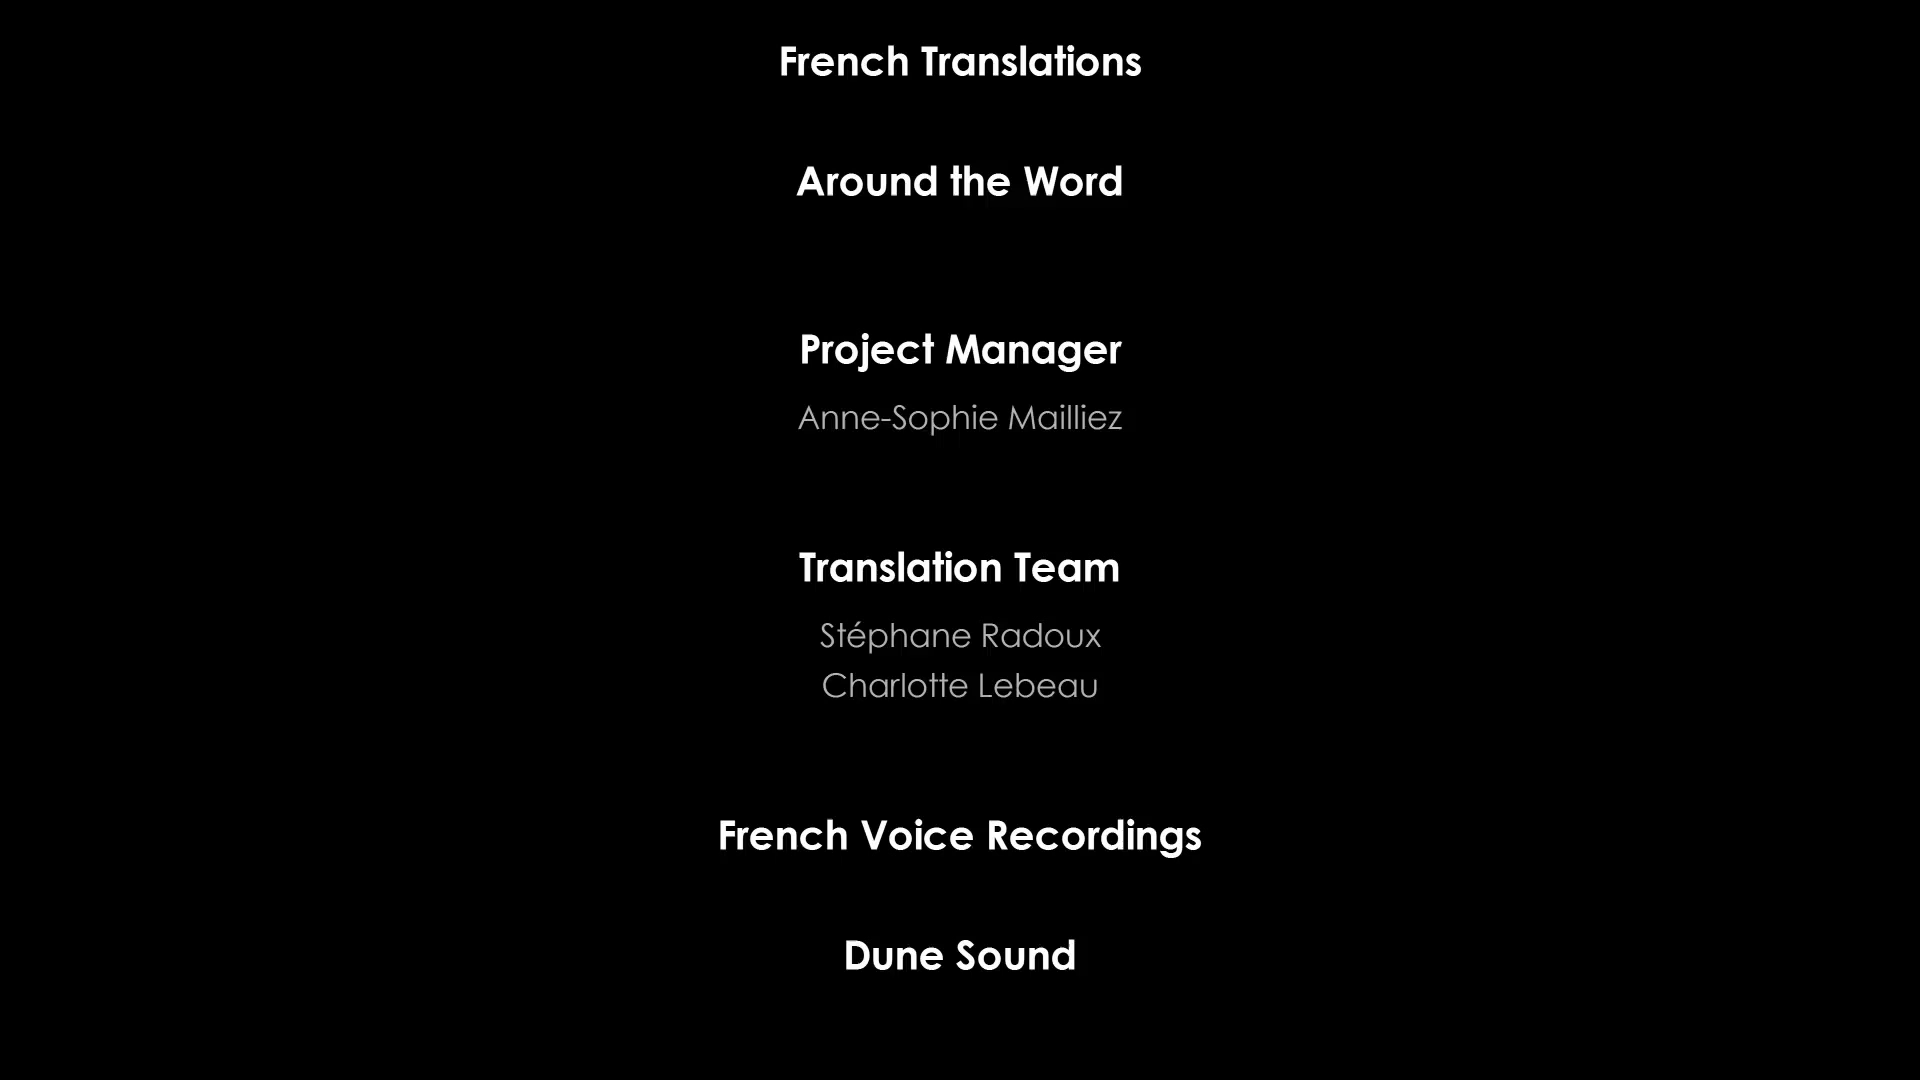 French Translations
Around the Word
Project Manager
Anne-Sophie Mailliez
Translation Team
Stéphane Radoux
Charlotte Lebeau
French Voice Recordings
Dune Sound